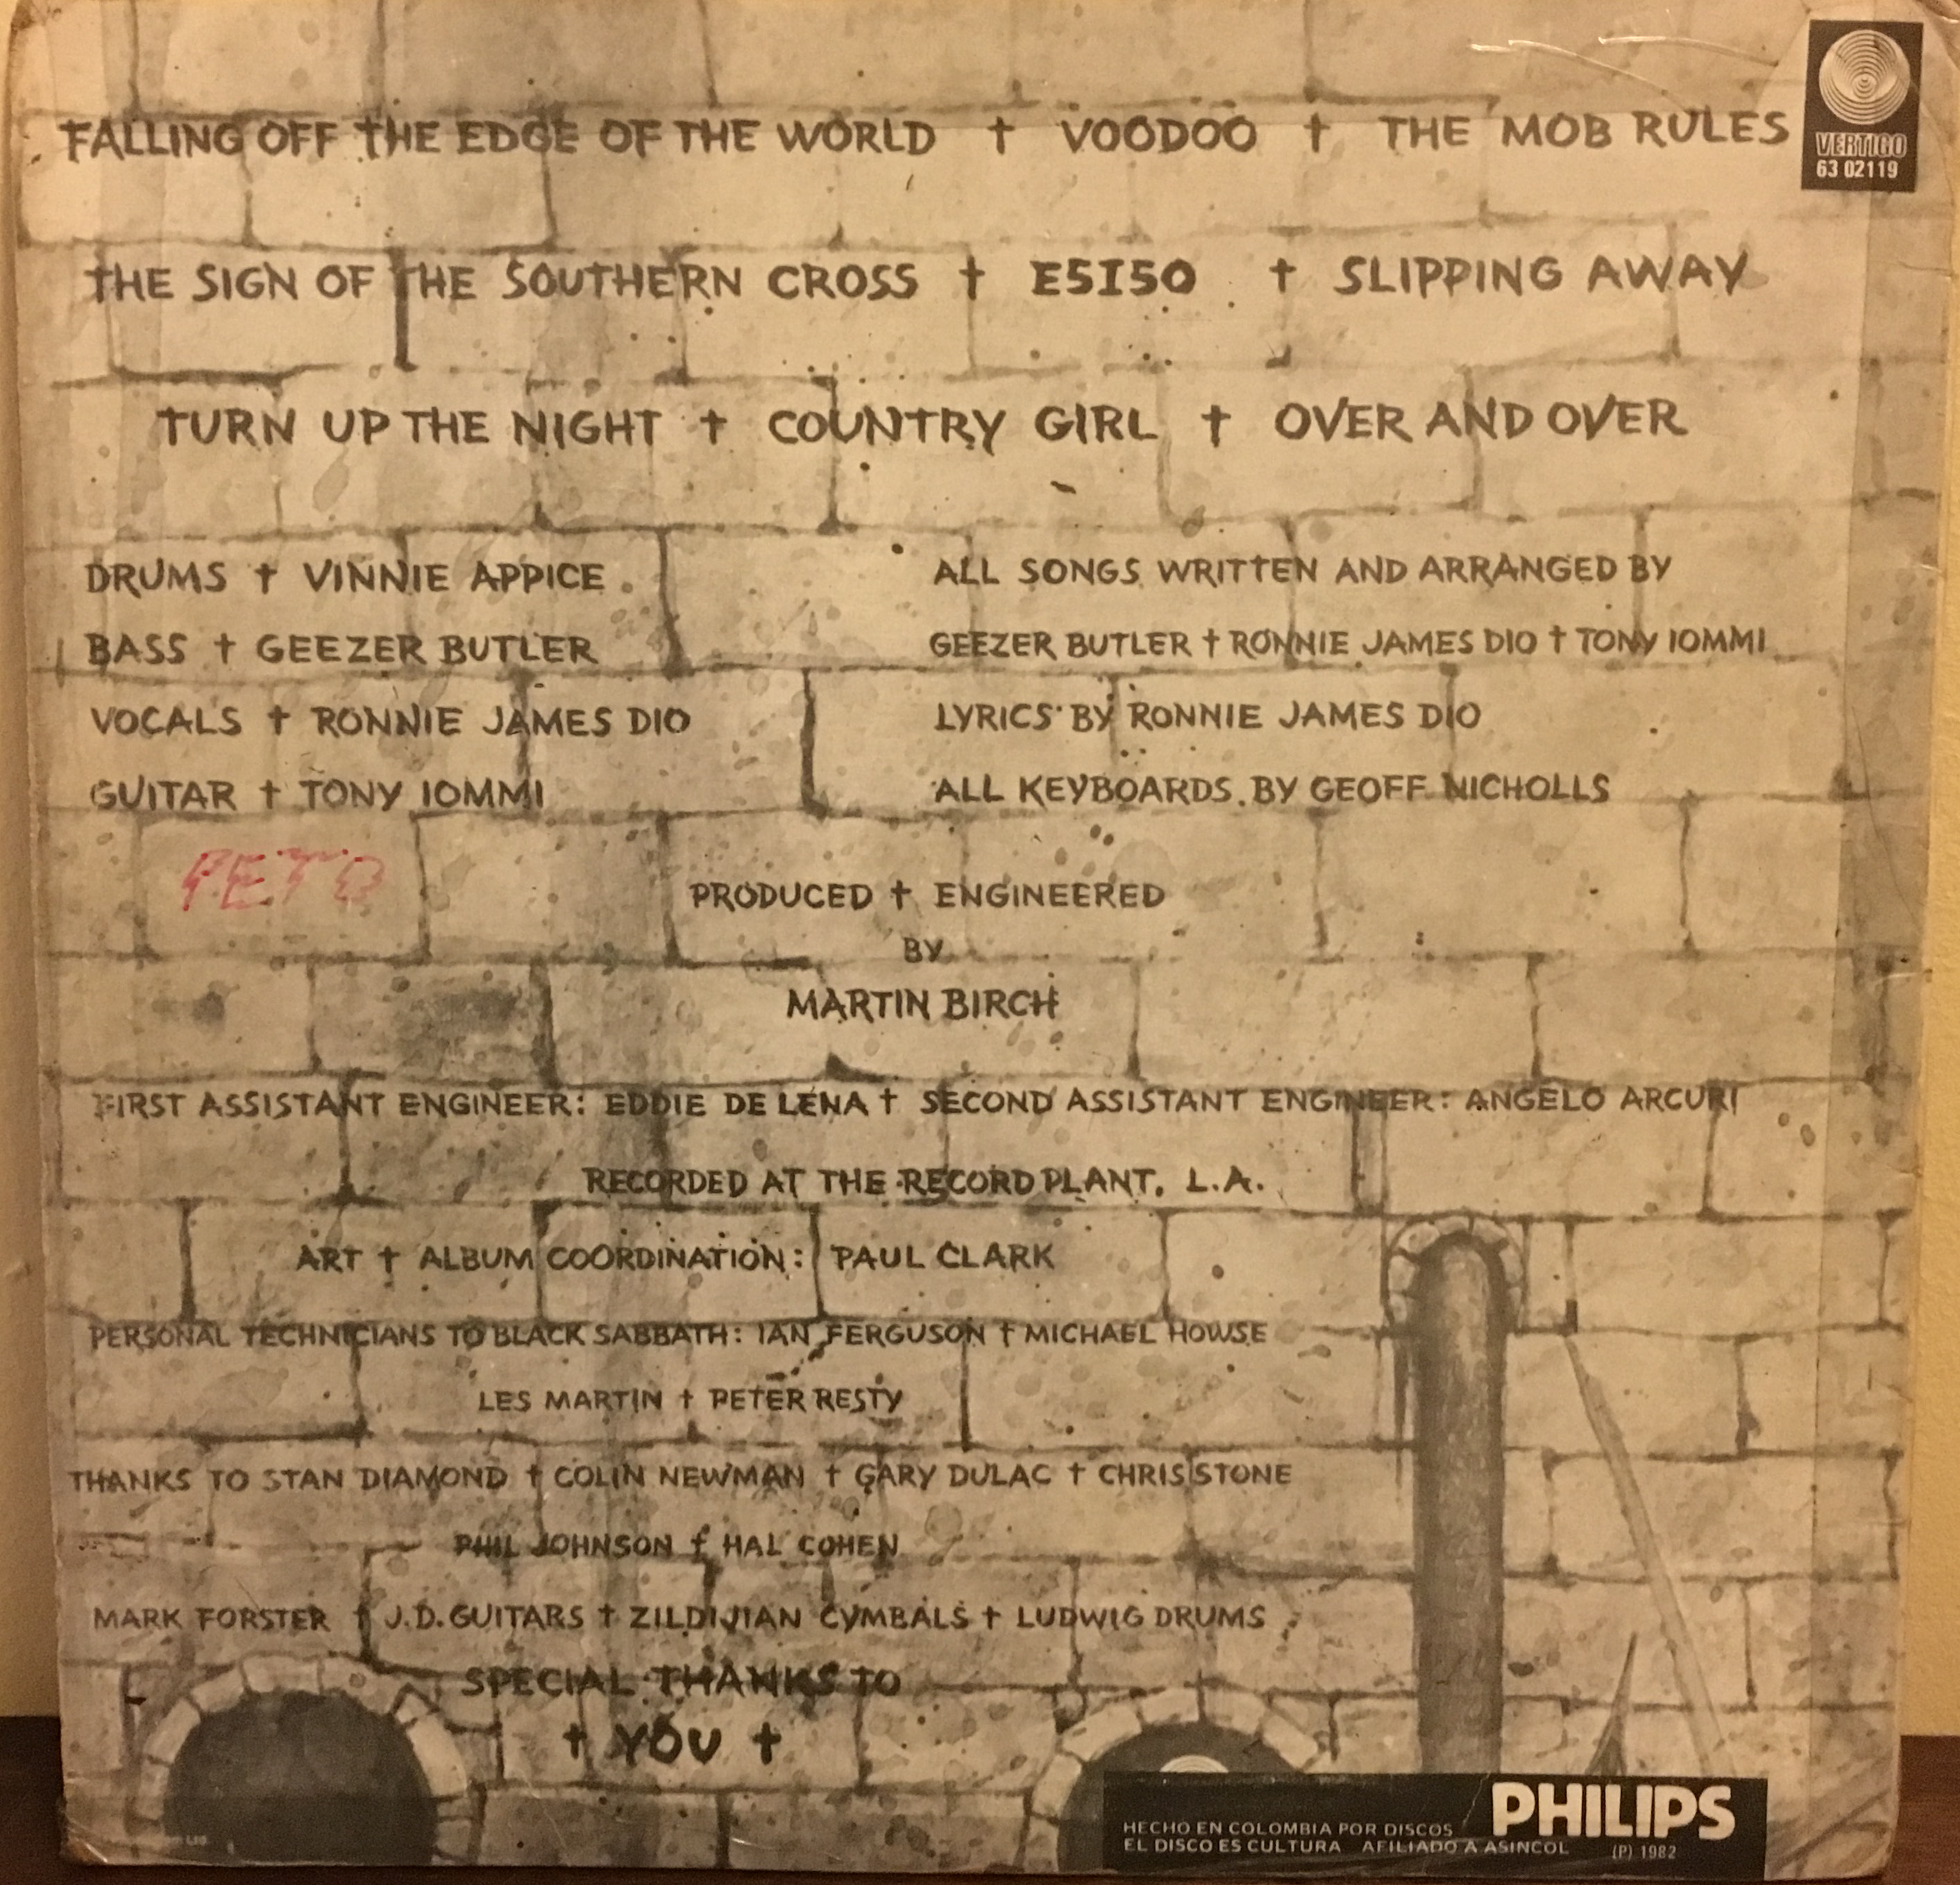 FALLING OFF THE EDGE OF THE WORLD † VOODOO † THE MOB RULES
VERTIGO
63 02119
THE SIGN OF THE SOUTHERN CROSS † E5150 † SLIPPING AWAY
TURN UP THE NIGHT † COUNTRY GIRL † OVER AND OVER
DRUMS † VINNIE APPICE
BASS † GEEZER BUTLER
VOCALS † RONNIE JAMES DIO
GUITAR † TONY IOMMI
ALL SONGS WRITTEN AND ARRANGED BY
GEEZER BUTLER † RONNIE JAMES DIO † TONY IOMMI
LYRICS BY RONNIE JAMES DIO
ALL KEYBOARDS BY GEOFF NICHOLLS
PRODUCED † ENGINEERED
BY
MARTIN BIRCH
FIRST ASSISTANT ENGINEER: EDDIE DE LENA † SECOND ASSISTANT ENGINEER: ANGELO ARCURI
RECORDED AT THE RECORD PLANT, L.A.
ART † ALBUM COORDINATION: PAUL CLARK
PERSONAL TECHNICIANS TO BLACK SABBATH: IAN FERGUSON † MICHAEL HOWSE
LES MARTIN † PETER RESTY
THANKS TO STAN DIAMOND † COLIN NEWMAN † GARY DULAC † CHRIS STONE
PHIL JOHNSON † HAL COHEN
MARK FORSTER † J.D. GUITARS † ZILDIJIAN CYMBALS † LUDWIG DRUMS
SPECIAL THANKS TO
† YOU †
HECHO EN COLOMBIA POR DISCOS PHILIPS
EL DISCO ES CULTURA AFILIADO A ASINCOL (P) 1982